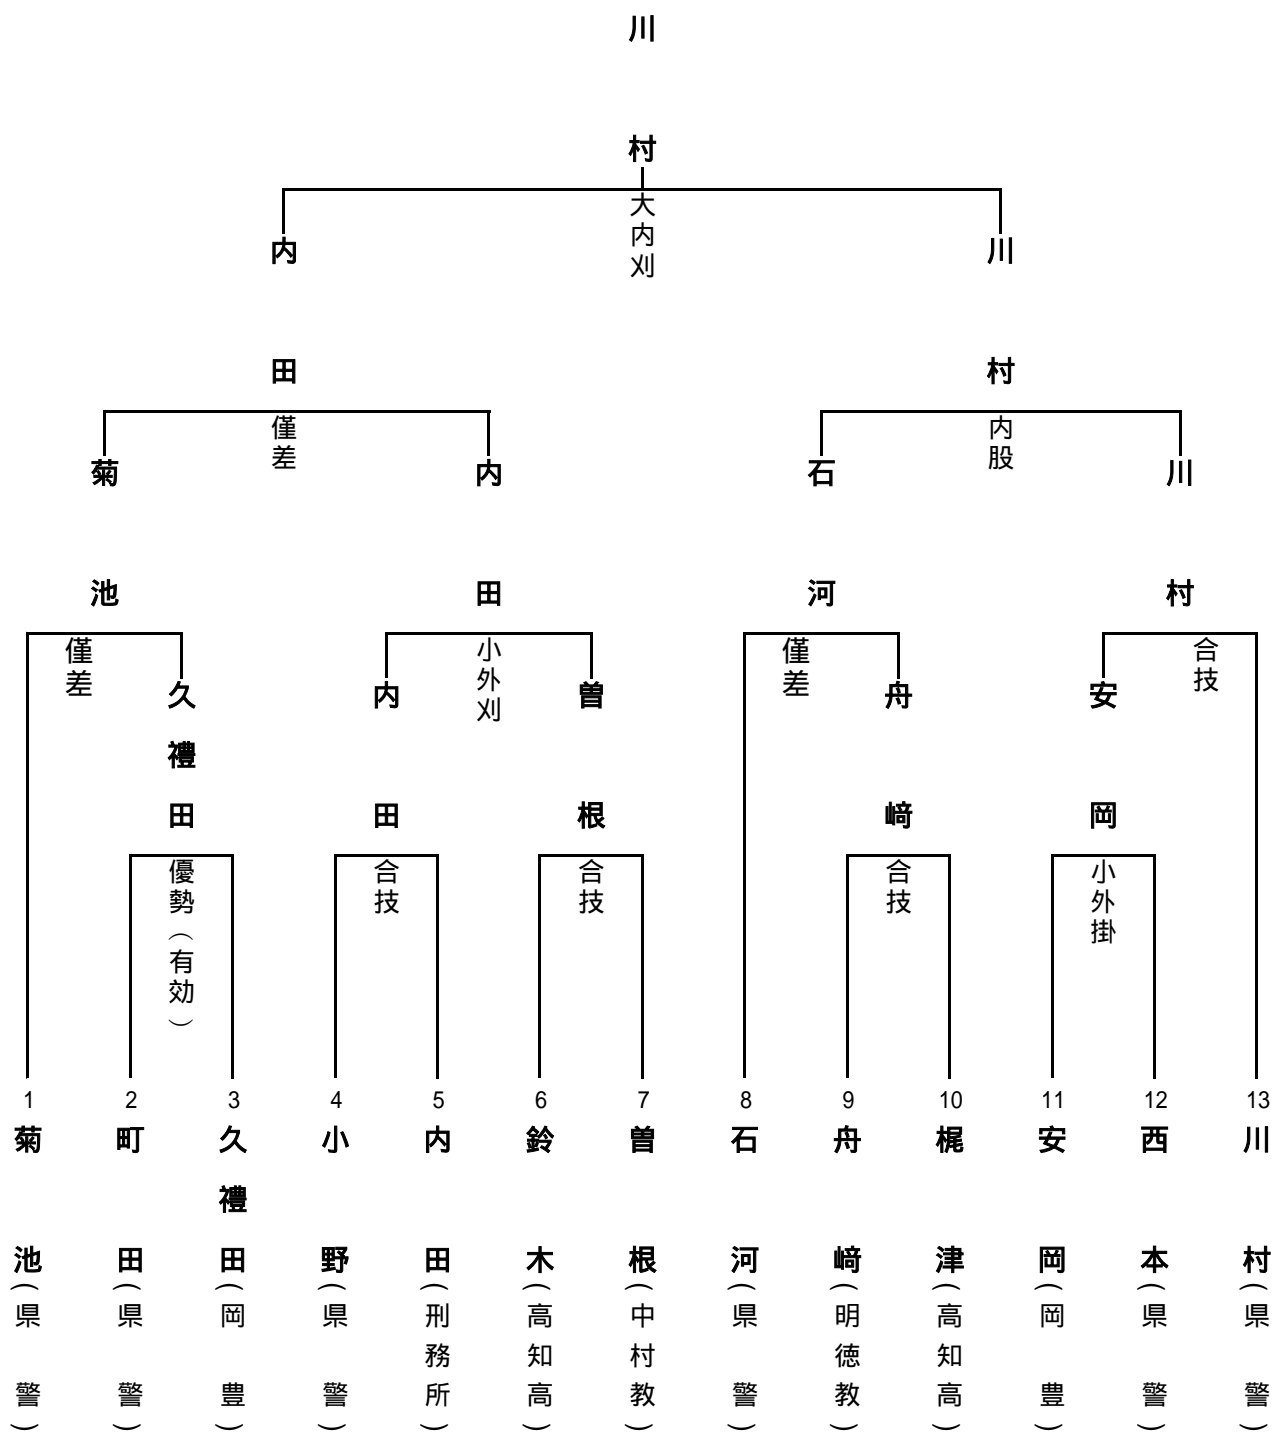 川村
大内刈
内田
川村
僅差
内股
菊池
内田
石河
川村
僅差
小外刈
僅差
合技
久禮田
内田
曽根
舟﨑
安岡
優勢（有効）
合技
合技
合技
小外掛
1 菊池（県警）
2 町田（県警）
3 久禮田（岡豊）
4 小野（県警）
5 内田（刑務所）
6 鈴木（高知高）
7 曽根（中村教）
8 石河（県警）
9 舟﨑（明徳教）
10 梶津（高知高）
11 安岡（岡豊）
12 西本（県警）
13 川村（県警）